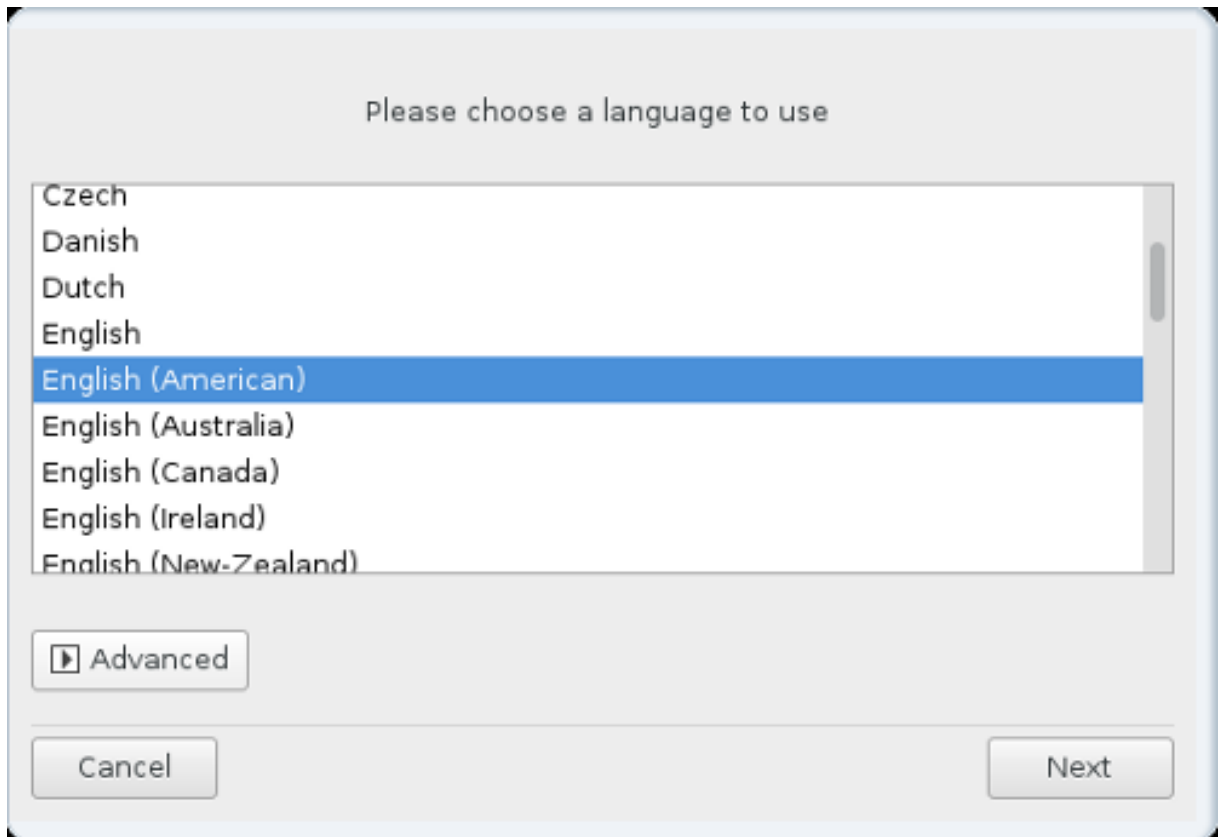 Please choose a language to use
Czech
Danish
Dutch
English
English (American)
English (Australia)
English (Canada)
English (Ireland)
English (New-Zealand)
Advanced
Cancel
Next